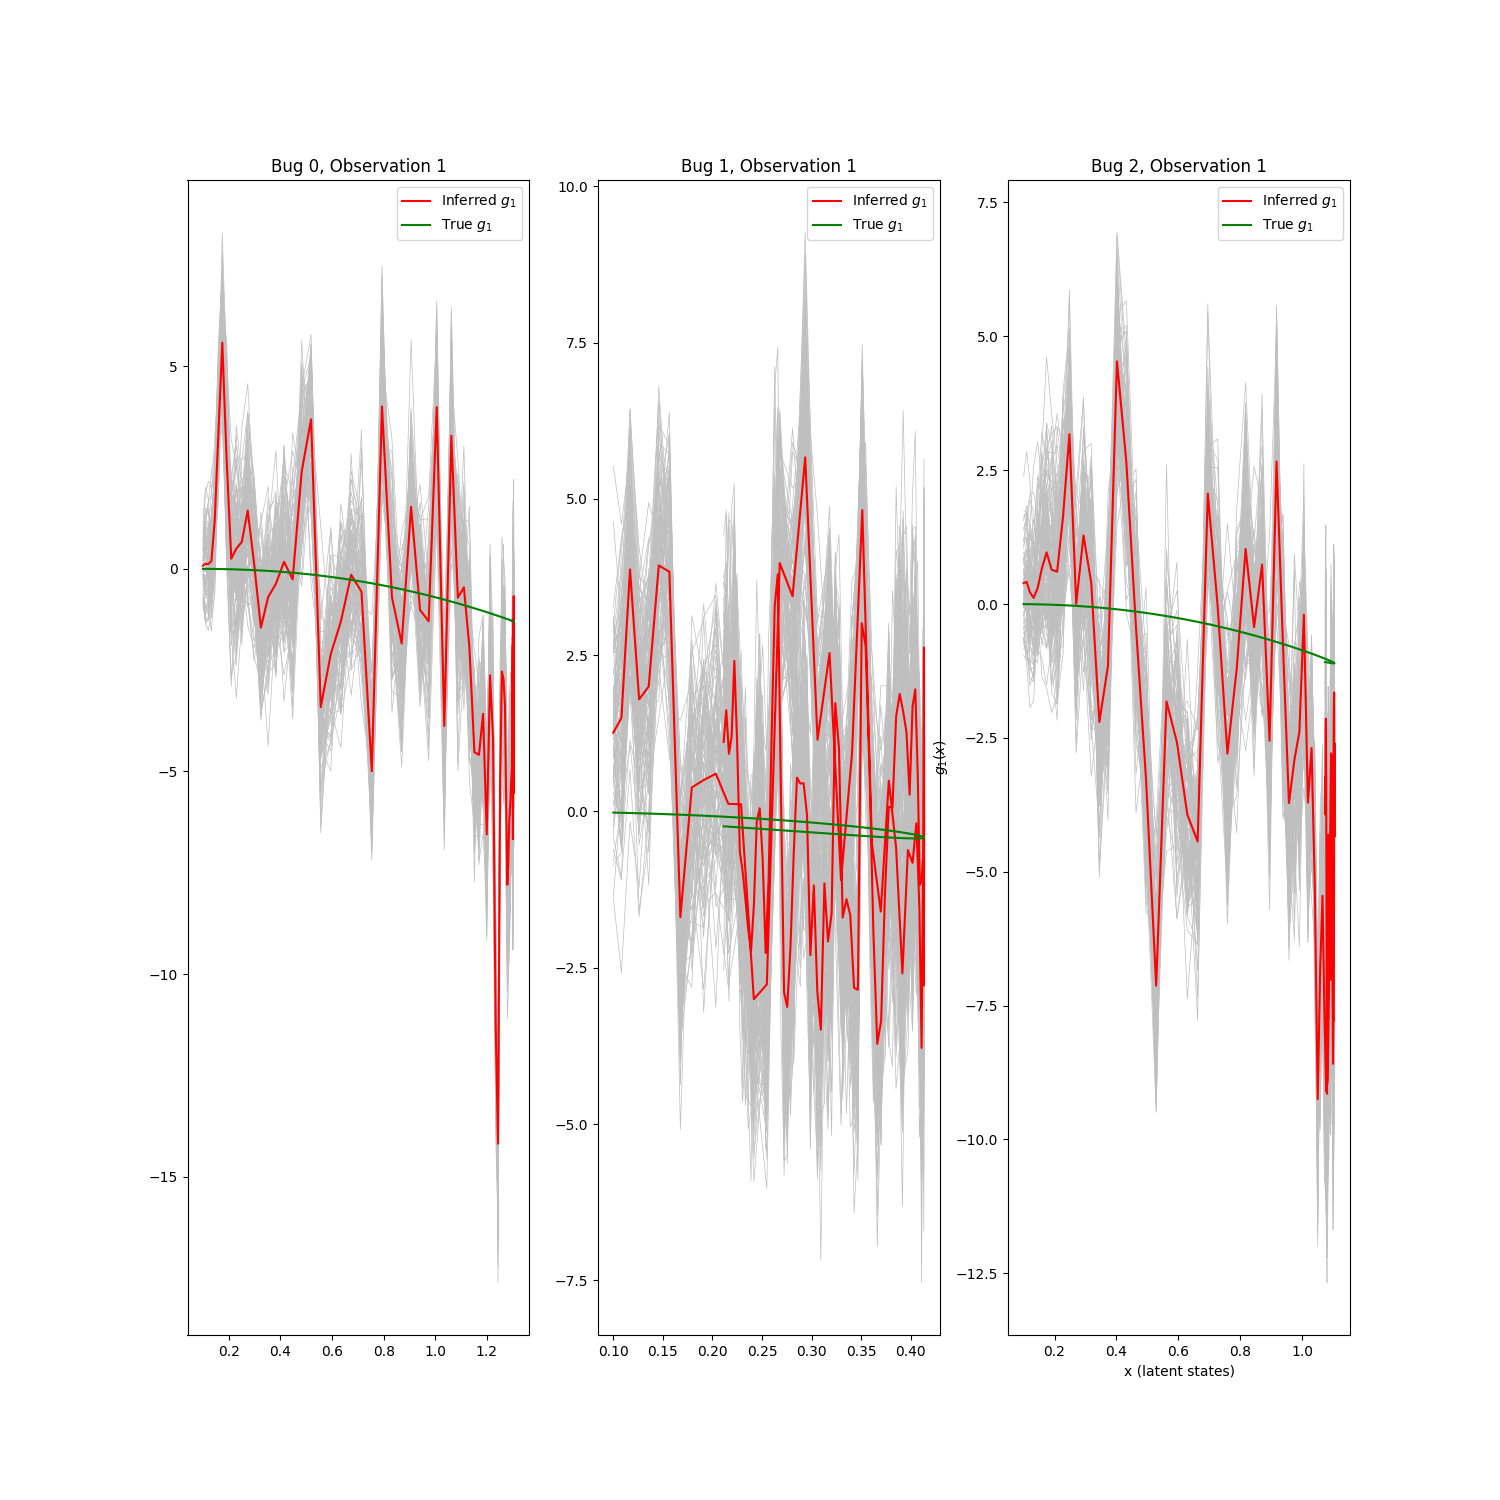 Bug 0, Observation 1
Inferred g₁
True g₁
5
0
−5
−10
−15
0.2 0.4 0.6 0.8 1.0 1.2
Bug 1, Observation 1
Inferred g₁
True g₁
10.0
7.5
5.0
2.5
0.0
−2.5
−5.0
−7.5
0.10 0.15 0.20 0.25 0.30 0.35 0.40
Bug 2, Observation 1
Inferred g₁
True g₁
g₁(x)
7.5
5.0
2.5
0.0
−2.5
−5.0
−7.5
−10.0
−12.5
0.2 0.4 0.6 0.8 1.0
x (latent states)